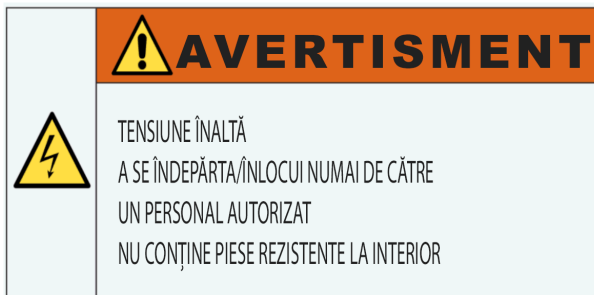 AVERTISMENT
TENSIUNE ÎNALTĂ
A SE ÎNDEPĂRTA/ÎNLOCUI NUMAI DE CĂTRE
UN PERSONAL AUTORIZAT
NU CONȚINE PIESE REZISTENTE LA INTERIOR